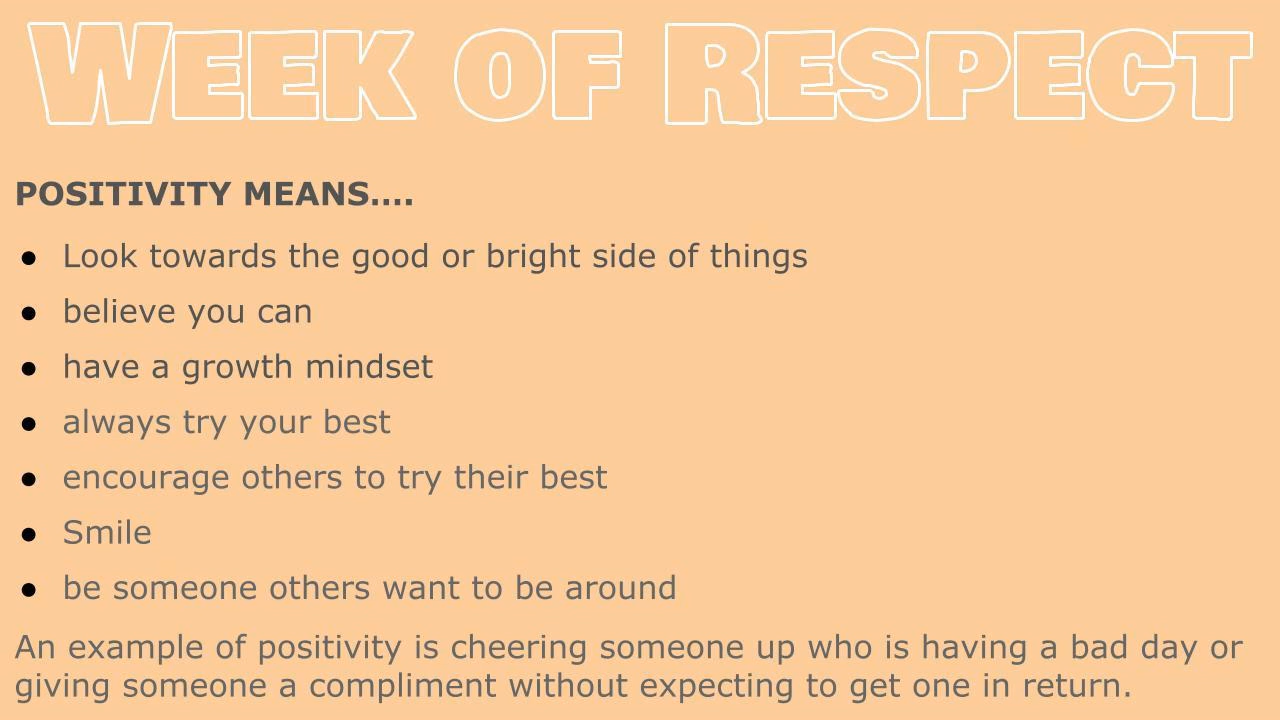 WEEK OF RESPECT
POSITIVITY MEANS....
● Look towards the good or bright side of things
● believe you can
● have a growth mindset
● always try your best
● encourage others to try their best
● Smile
● be someone others want to be around
An example of positivity is cheering someone up who is having a bad day or
giving someone a compliment without expecting to get one in return.